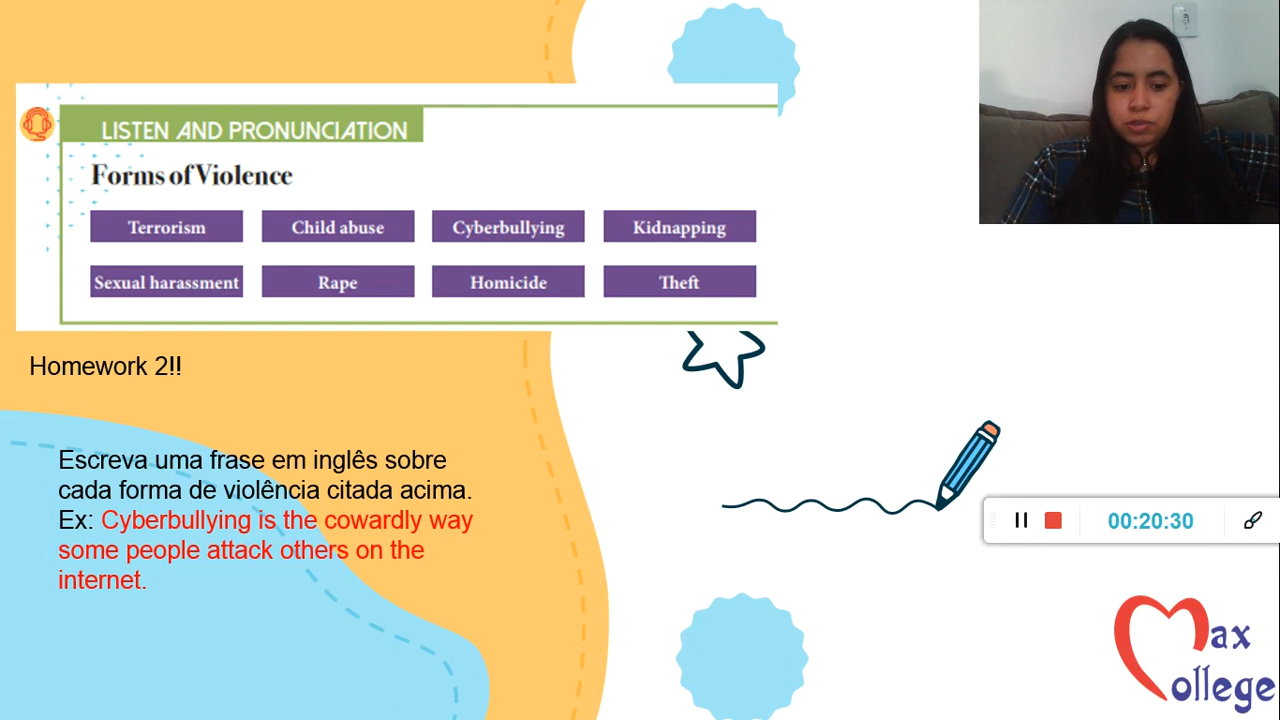 LISTEN AND PRONUNCIATION
Forms of Violence
Terrorism Child abuse Cyberbullying Kidnapping
Sexual harassment Rape Homicide Theft
Homework 2!!
Escreva uma frase em inglês sobre
cada forma de violência citada acima.
Ex: Cyberbullying is the cowardly way
some people attack others on the
internet.
00:20:30
Max
College